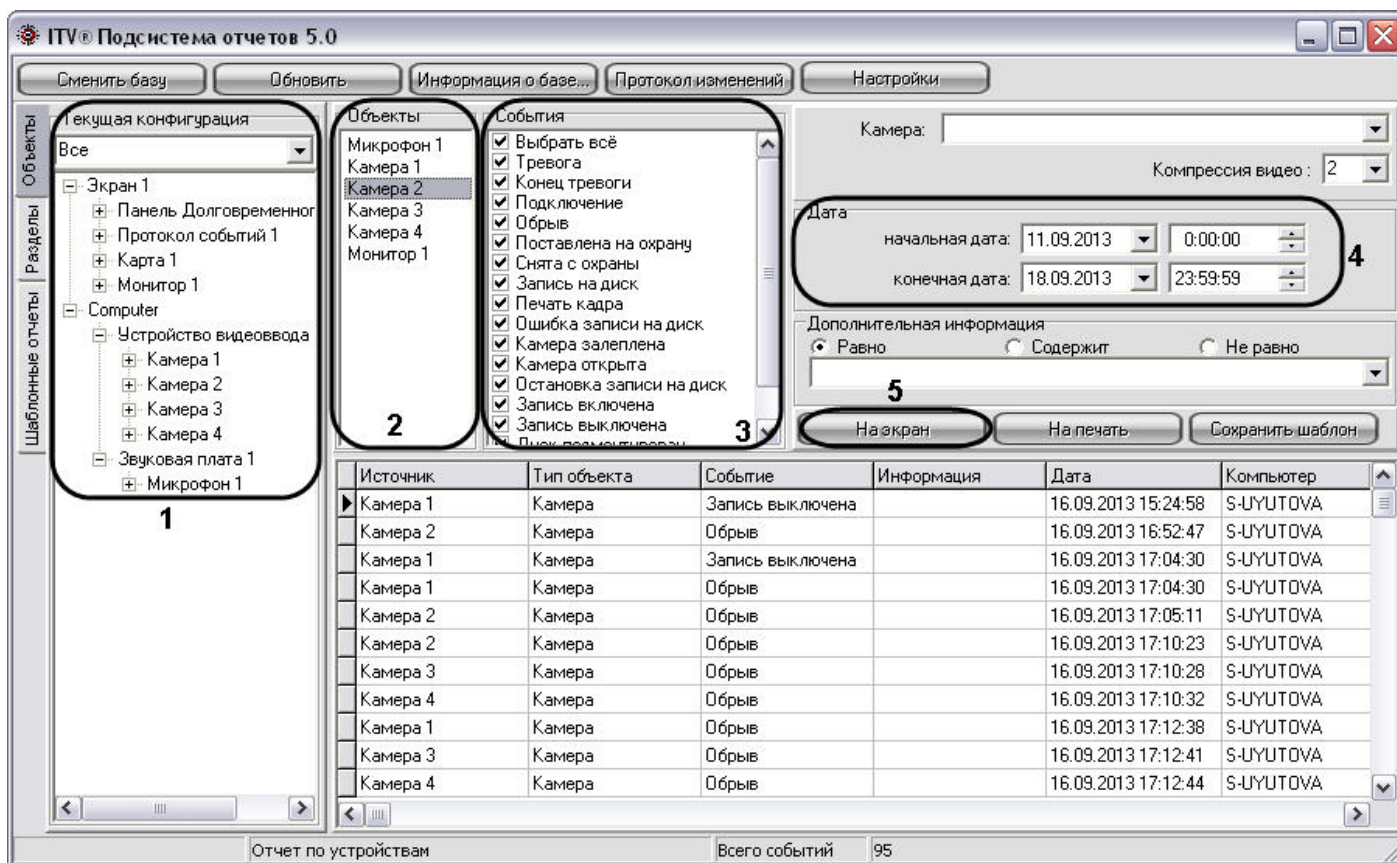 ITV® Подсистема отчетов 5.0
Сменить базу Обновить Информация о базе... Протокол изменений Настройки
Объекты
Разделы
Шаблонные отчеты
Текущая конфигурация
Все
Экран 1
Панель Долговременног
Протокол событий 1
Карта 1
Монитор 1
Computer
Устройство видеоввода
Камера 1
Камера 2
Камера 3
Камера 4
Звуковая плата 1
Микрофон 1
1
Объекты
Микрофон 1
Камера 1
Камера 2
Камера 3
Камера 4
Монитор 1
2
События
Выбрать всё
Тревога
Конец тревоги
Подключение
Обрыв
Поставлена на охрану
Снята с охраны
Запись на диск
Печать кадра
Ошибка записи на диск
Камера залеплена
Камера открыта
Остановка записи на диск
Запись включена
Запись выключена
3
Камера:
Компрессия видео : 2
Дата
начальная дата: 11.09.2013 0:00:00
конечная дата: 18.09.2013 23:59:59
4
Дополнительная информация
Равно Содержит Не равно
5
На экран На печать Сохранить шаблон
Источник Тип объекта Событие Информация Дата Компьютер
Камера 1 Камера Запись выключена 16.09.2013 15:24:58 S-UYUTOVA
Камера 2 Камера Обрыв 16.09.2013 16:52:47 S-UYUTOVA
Камера 1 Камера Запись выключена 16.09.2013 17:04:30 S-UYUTOVA
Камера 1 Камера Обрыв 16.09.2013 17:04:30 S-UYUTOVA
Камера 2 Камера Обрыв 16.09.2013 17:05:11 S-UYUTOVA
Камера 2 Камера Обрыв 16.09.2013 17:10:23 S-UYUTOVA
Камера 3 Камера Обрыв 16.09.2013 17:10:28 S-UYUTOVA
Камера 4 Камера Обрыв 16.09.2013 17:10:32 S-UYUTOVA
Камера 1 Камера Обрыв 16.09.2013 17:12:38 S-UYUTOVA
Камера 3 Камера Обрыв 16.09.2013 17:12:41 S-UYUTOVA
Камера 4 Камера Обрыв 16.09.2013 17:12:44 S-UYUTOVA
Отчет по устройствам Всего событий 95